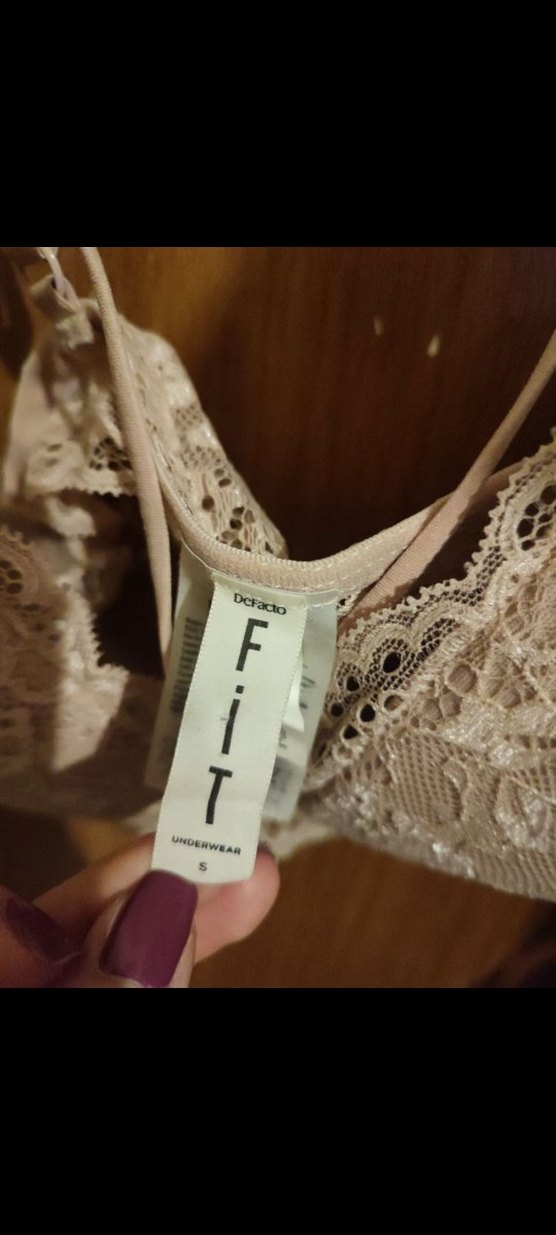 DeFacto
FiT
UNDERWEAR
S